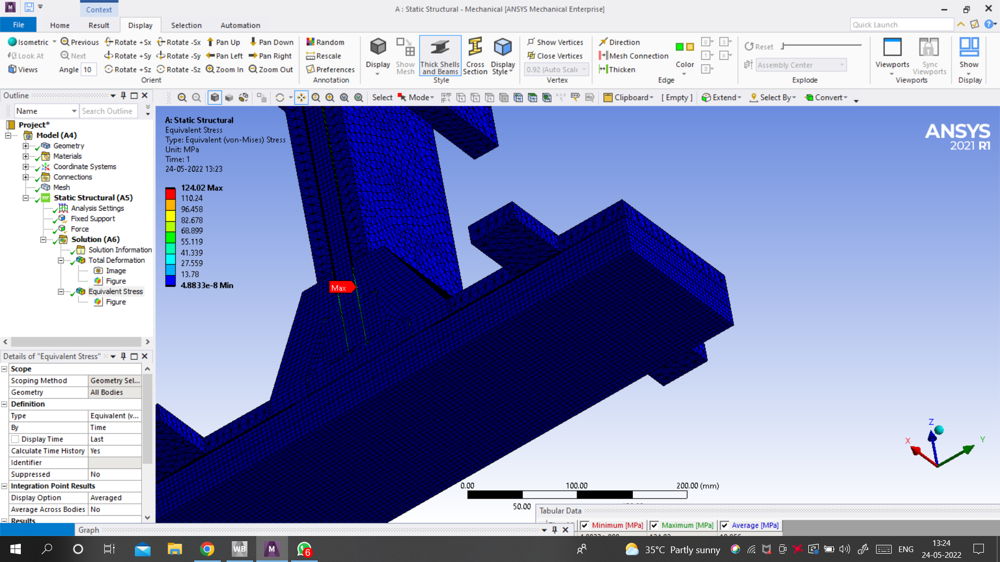 Context
A : Static Structural - Mechanical [ANSYS Mechanical Enterprise]
File Home Result Display Selection Automation
Quick Launch
Isometric Previous Rotate +Sx Rotate -Sx Pan Up Pan Down Random
Look At Next Rotate +Sy Rotate -Sy Pan Left Pan Right Rescale
Views Angle 10 Rotate +Sz Rotate -Sz Zoom In Zoom Out Preferences
Orient Annotation
Display Show Mesh Thick Shells and Beams Cross Section Display Style
Style
Show Vertices
Close Vertices
0.92 (Auto Scale
Vertex
Direction
Mesh Connection
Thicken
Color
Edge
Reset
Assembly Center
Explode
Viewports Sync Viewports
Viewports
Show
Display
Outline
Name Search Outline
Select Mode Clipboard [ Empty ] Extend Select By Convert
Project*
Model (A4)
Geometry
Materials
Coordinate Systems
Connections
Mesh
Static Structural (A5)
Analysis Settings
Fixed Support
Force
Solution (A6)
Solution Information
Total Deformation
Image
Figure
Equivalent Stress
Figure
Details of "Equivalent Stress"
Scope
Scoping Method Geometry Sel...
Geometry All Bodies
Definition
Type Equivalent (v...
By Time
Display Time Last
Calculate Time History Yes
Identifier
Suppressed No
Integration Point Results
Display Option Averaged
Average Across Bodies No
Results
A: Static Structural
Equivalent Stress
Type: Equivalent (von-Mises) Stress
Unit: MPa
Time: 1
24-05-2022 13:23
124.02 Max
110.24
96.458
82.678
68.899
55.119
41.339
27.559
13.78
4.8833e-8 Min
Max
ANSYS
2021 R1
Z
X
Y
0.00 100.00 200.00 (mm)
50.00
Tabular Data
Minimum [MPa] Maximum [MPa] Average [MPa]
Graph
WB M 6
35°C Partly sunny
ENG
13:24
24-05-2022